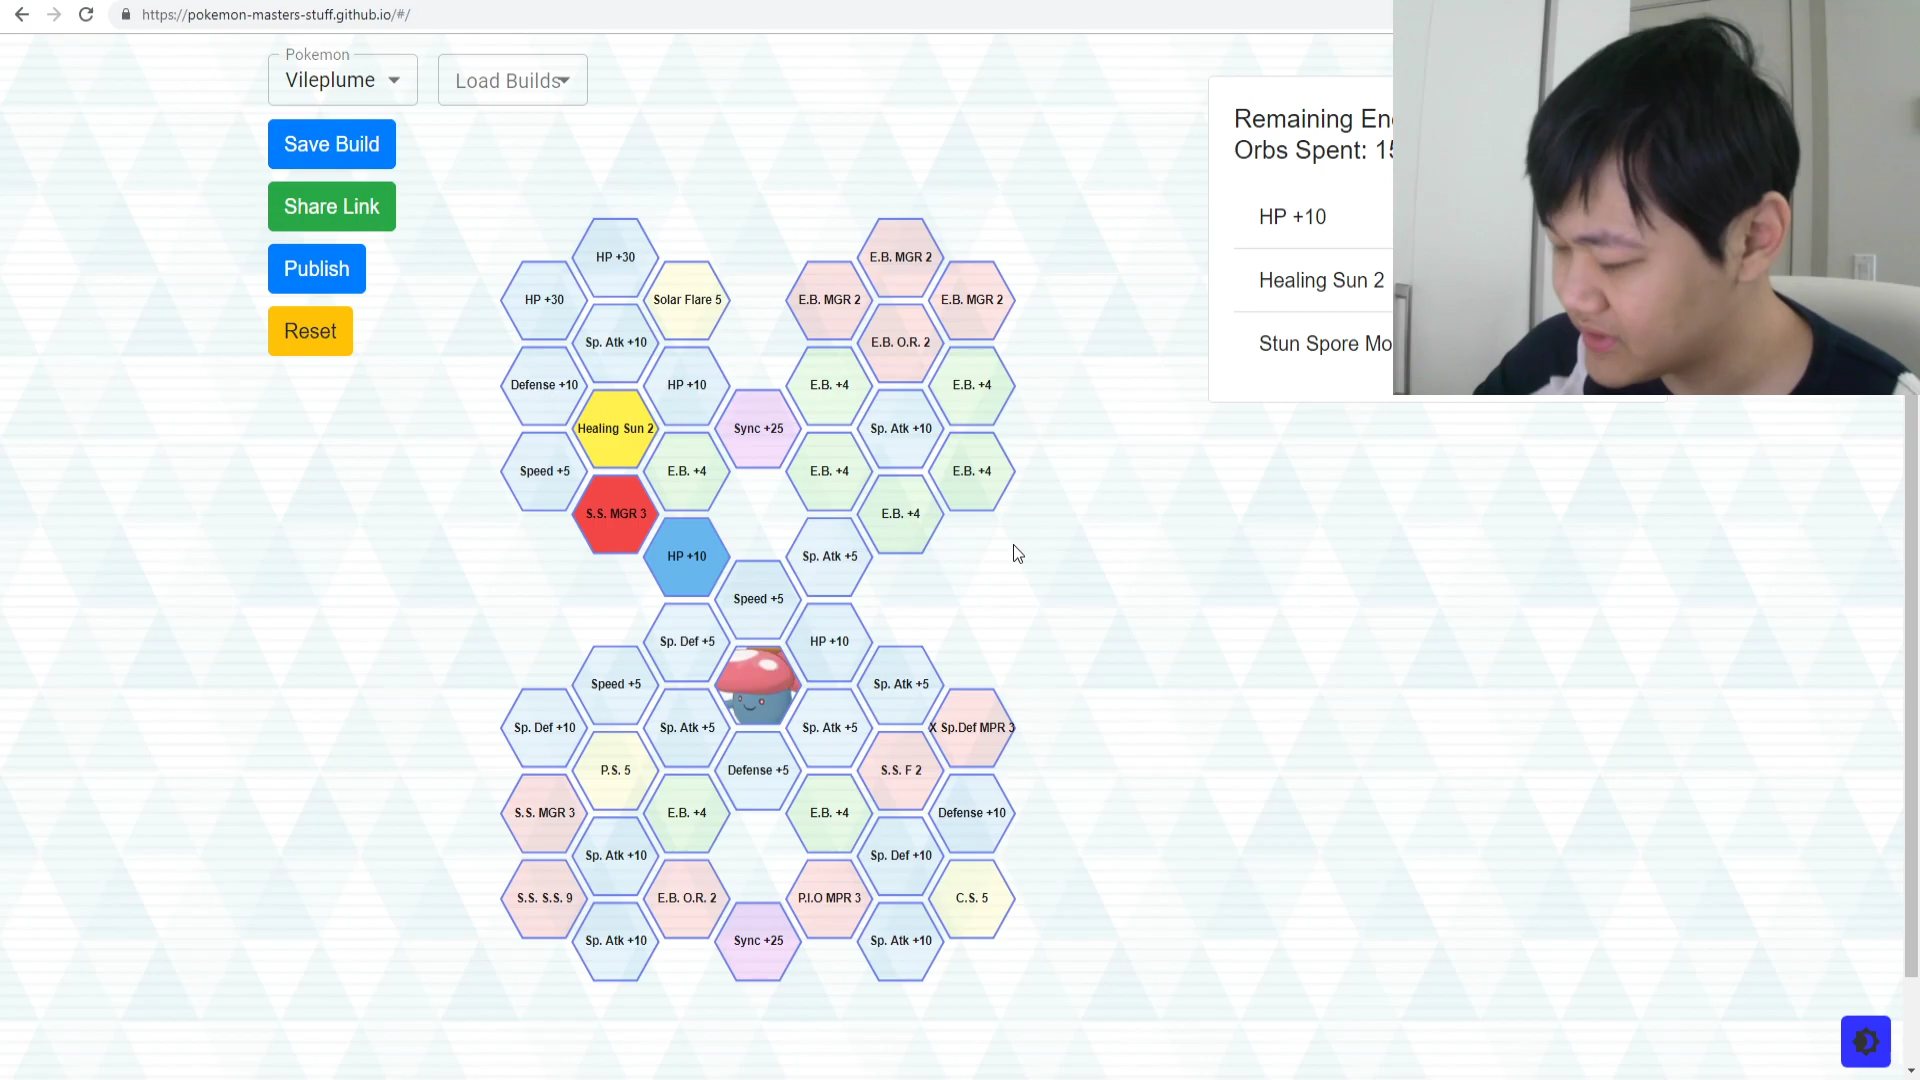 https://pokemon-masters-stuff.github.io/#/
Pokemon
Vileplume
Load Builds
Save Build
Share Link
Publish
Reset
Remaining
Orbs Spent: 15
HP +10
Healing Sun 2
Stun Spore
HP +30
E.B. MGR 2
HP +30
Solar Flare 5
E.B. MGR 2
E.B. MGR 2
Sp. Atk +10
E.B. O.R. 2
Defense +10
HP +10
E.B. +4
E.B. +4
Healing Sun 2
Sync +25
Sp. Atk +10
Speed +5
E.B. +4
E.B. +4
E.B. +4
S.S. MGR 3
E.B. +4
HP +10
Sp. Atk +5
Speed +5
Sp. Def +5
HP +10
Speed +5
Sp. Atk +5
Sp. Def +10
Sp. Atk +5
Sp. Atk +5
X Sp.Def MPR 3
P.S. 5
Defense +5
S.S. F 2
S.S. MGR 3
E.B. +4
E.B. +4
Defense +10
Sp. Atk +10
Sp. Def +10
S.S. S.S. 9
E.B. O.R. 2
P.I.O MPR 3
C.S. 5
Sp. Atk +10
Sync +25
Sp. Atk +10